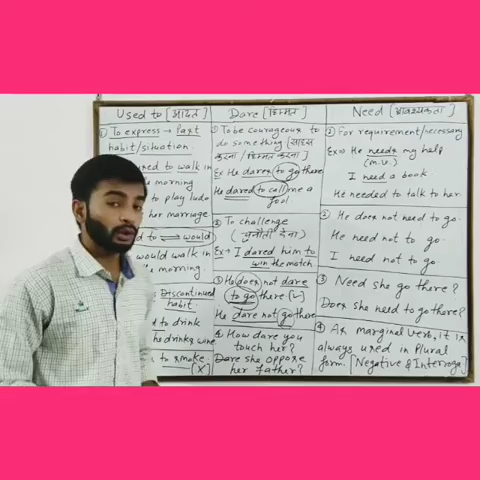 Used to [आदत]
① To express → Past
habit/situation.
used to walk in
morning
to play ludo
her marriage.
to ⇌ would
would walk in
morning.
Discontinued
habit.
to drink
he drinks wine
to smoke.
[X]
Dare [हिम्मत]
① To be courageous to
do something [साहस
करना / हिम्मत करना]
Ex He dares to go there
He dared to call me a
fool.
② To challenge
(चुनौती देना)
Ex → I dared him to
win the match
③ He does not dare
to go there (✓)
He dare not go there
④ How dare you
touch her?
Dare she oppose
her father?
Need [आवश्यकता]
① For requirement/necessary
Ex → He needs my help
(m.v.)
I need a book
He needed to talk to her.
② He does not need to go.
He need not to go.
I need not to go.
③ Need she go there?
Does she need to go there?
④ As marginal verb, it is
always used in Plural
form. [Negative & Interroga]